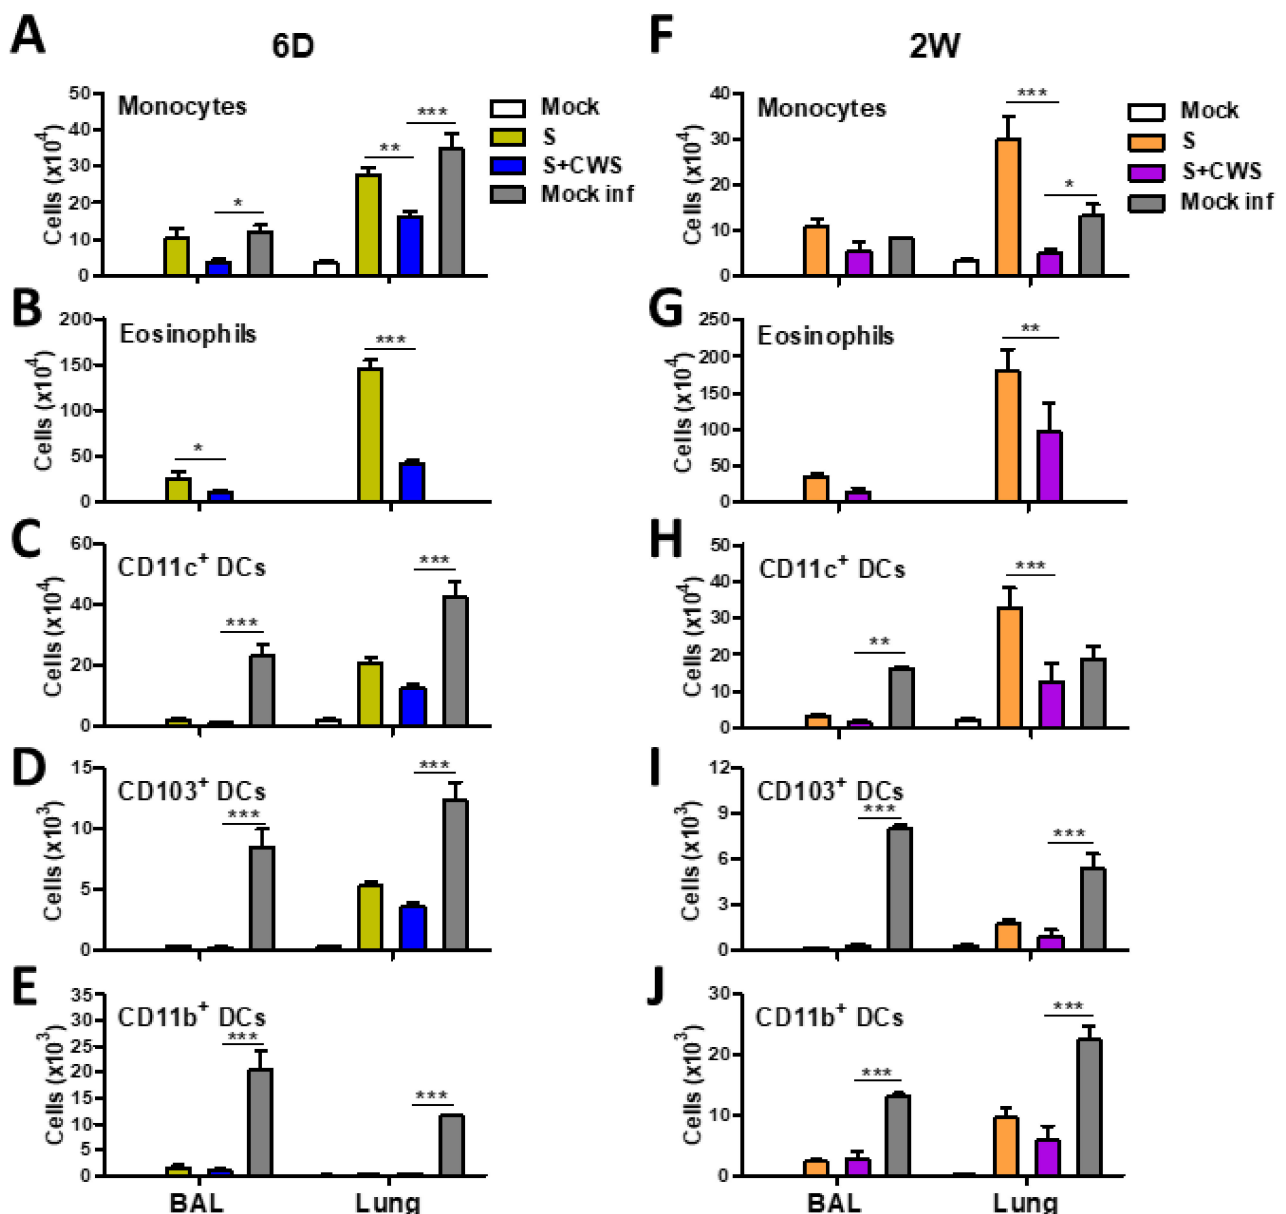 A
6D
50
40
30
20
10
0
Cells (x10⁴)
Monocytes
*
**
***
Mock
S
S+CWS
Mock inf
B
200
150
100
50
0
Cells (x10⁴)
Eosinophils
*
***
C
60
40
20
0
Cells (x10⁴)
CD11c⁺ DCs
***
***
D
15
10
5
0
Cells (x10³)
CD103⁺ DCs
***
***
E
35
30
25
20
15
10
5
0
Cells (x10³)
CD11b⁺ DCs
***
***
BAL
Lung
F
2W
40
30
20
10
0
Cells (x10⁴)
Monocytes
***
*
Mock
S
S+CWS
Mock inf
G
250
200
150
100
50
0
Cells (x10⁴)
Eosinophils
**
H
50
40
30
20
10
0
Cells (x10⁴)
CD11c⁺ DCs
**
***
I
12
9
6
3
0
Cells (x10³)
CD103⁺ DCs
***
***
J
30
20
10
0
Cells (x10³)
CD11b⁺ DCs
***
***
BAL
Lung